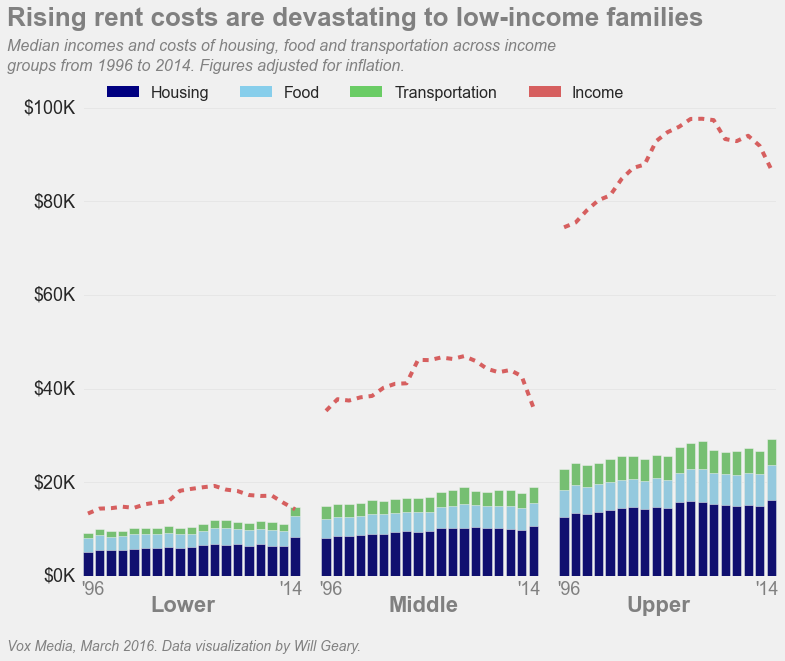 Rising rent costs are devastating to low-income families
Median incomes and costs of housing, food and transportation across income
groups from 1996 to 2014. Figures adjusted for inflation.
Housing Food Transportation Income
$100K
$80K
$60K
$40K
$20K
$0K
'96 '14 '96 '14 '96 '14
Lower Middle Upper
Vox Media, March 2016. Data visualization by Will Geary.